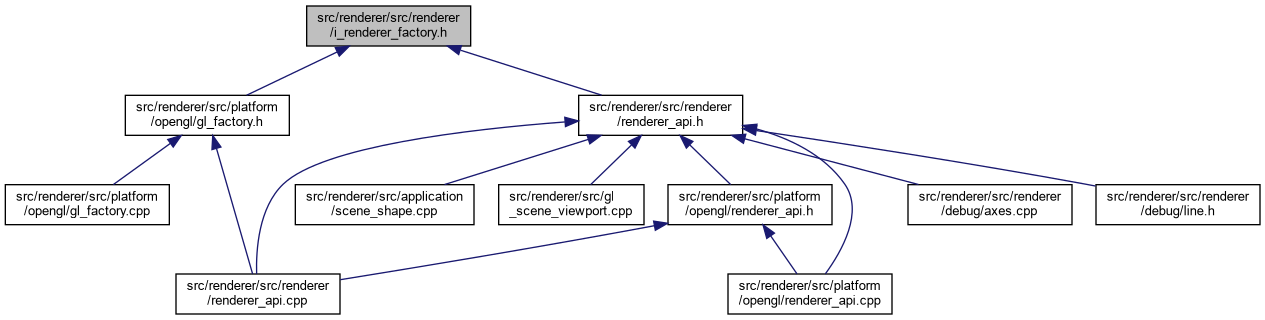 src/renderer/src/renderer
/i_renderer_factory.h
src/renderer/src/platform
/opengl/gl_factory.h
src/renderer/src/renderer
/renderer_api.h
src/renderer/src/platform
/opengl/gl_factory.cpp
src/renderer/src/application
/scene_shape.cpp
src/renderer/src/gl
_scene_viewport.cpp
src/renderer/src/platform
/opengl/renderer_api.h
src/renderer/src/renderer
/debug/axes.cpp
src/renderer/src/renderer
/debug/line.h
src/renderer/src/renderer
/renderer_api.cpp
src/renderer/src/platform
/opengl/renderer_api.cpp